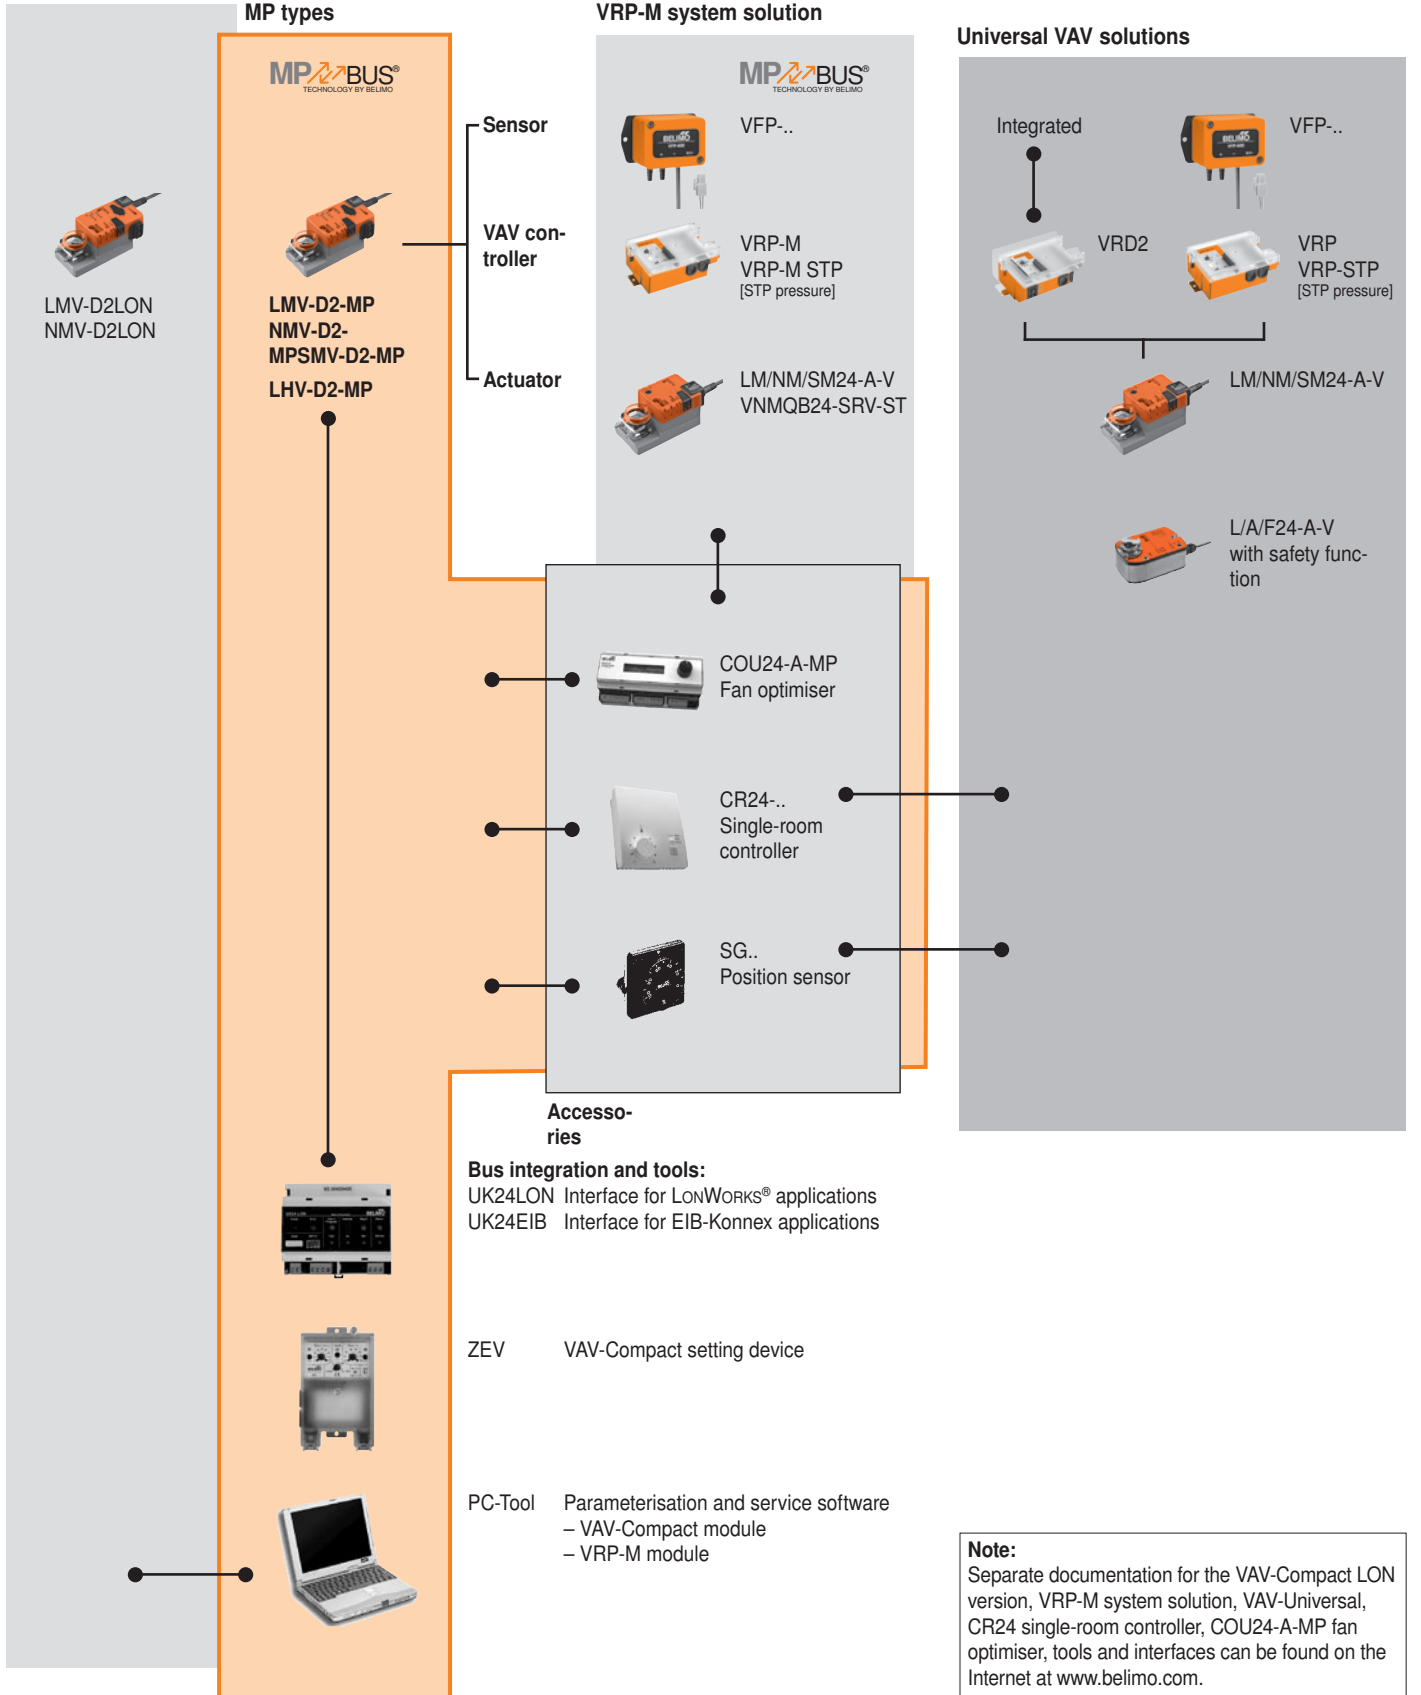 MP types
VRP-M system solution
Universal VAV solutions
MP BUS®
TECHNOLOGY BY BELIMO
MP BUS®
TECHNOLOGY BY BELIMO
Sensor
VFP-..
Integrated
VFP-..
BELIMO
BELIMO
VAV con-
troller
VRP-M
VRP-M STP
[STP pressure]
VRD2
VRP
VRP-STP
[STP pressure]
LMV-D2LON
NMV-D2LON
LMV-D2-MP
NMV-D2-
MPSMV-D2-MP
LHV-D2-MP
Actuator
LM/NM/SM24-A-V
VNMQB24-SRV-ST
LM/NM/SM24-A-V
L/A/F24-A-V
with safety func-
tion
COU24-A-MP
Fan optimiser
CR24-..
Single-room
controller
SG..
Position sensor
Accesso-
ries
Bus integration and tools:
UK24LON Interface for LONWORKS® applications
UK24EIB Interface for EIB-Konnex applications
BELIMO
ZEV VAV-Compact setting device
PC-Tool Parameterisation and service software
– VAV-Compact module
– VRP-M module
Note:
Separate documentation for the VAV-Compact LON
version, VRP-M system solution, VAV-Universal,
CR24 single-room controller, COU24-A-MP fan
optimiser, tools and interfaces can be found on the
Internet at www.belimo.com.